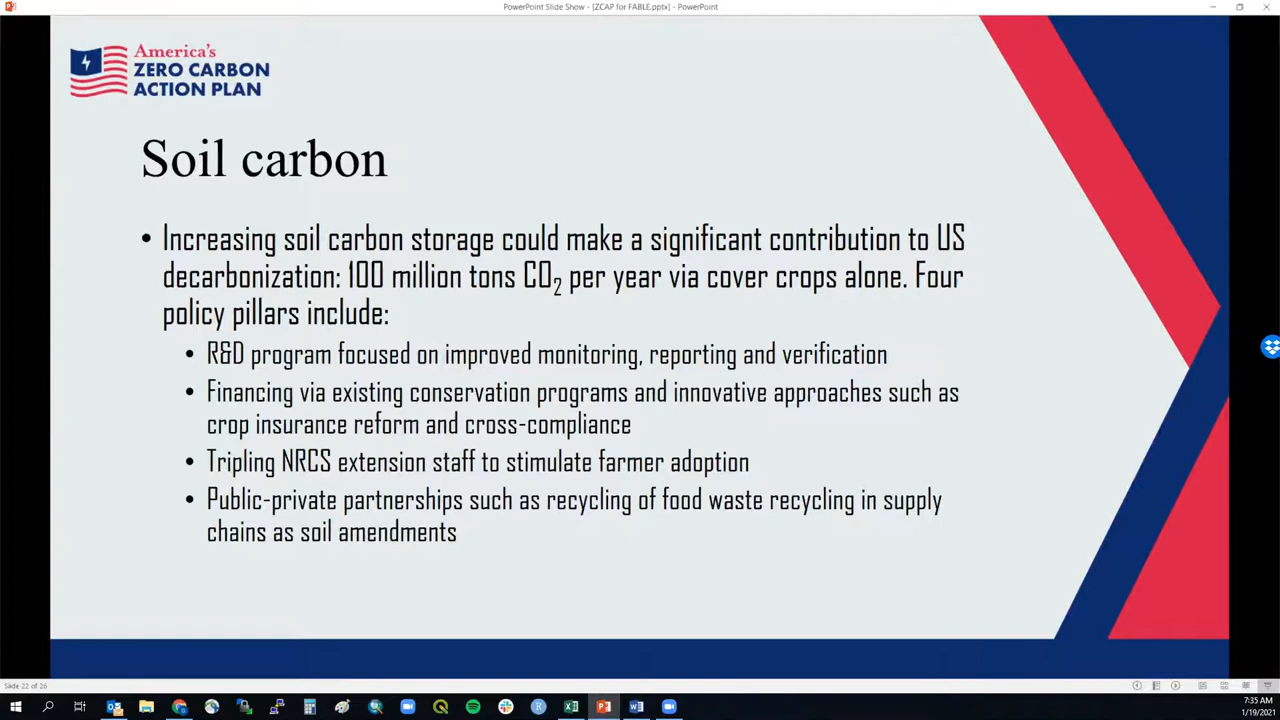 PowerPoint Slide Show - [ZCAP for FABLE.pptx] - PowerPoint
America's
ZERO CARBON
ACTION PLAN
Soil carbon
• Increasing soil carbon storage could make a significant contribution to US
decarbonization: 100 million tons CO₂ per year via cover crops alone. Four
policy pillars include:
• R&D program focused on improved monitoring, reporting and verification
• Financing via existing conservation programs and innovative approaches such as
crop insurance reform and cross-compliance
• Tripling NRCS extension staff to stimulate farmer adoption
• Public-private partnerships such as recycling of food waste recycling in supply
chains as soil amendments
Slide 22 of 26
7:35 AM
1/19/2021